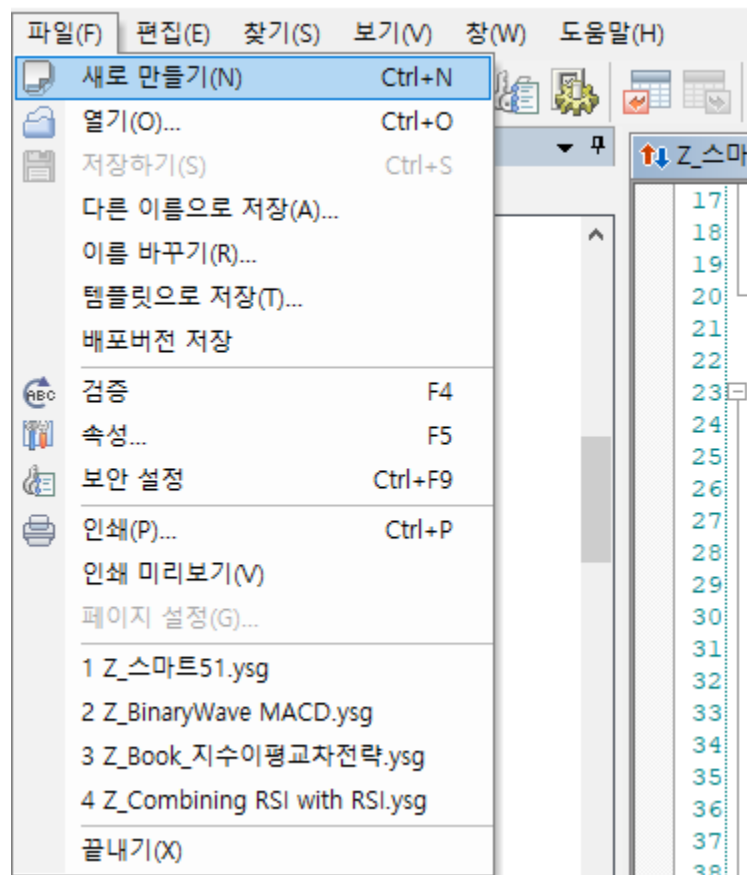 파일(F) 편집(E) 찾기(S) 보기(V) 창(W) 도움말(H)
새로 만들기(N) Ctrl+N
열기(O)... Ctrl+O
저장하기(S) Ctrl+S
다른 이름으로 저장(A)...
이름 바꾸기(R)...
템플릿으로 저장(T)...
배포버전 저장
ABC 검증 F4
속성... F5
보안 설정 Ctrl+F9
인쇄(P)... Ctrl+P
인쇄 미리보기(V)
페이지 설정(G)...
1 Z_스마트51.ysg
2 Z_BinaryWave MACD.ysg
3 Z_Book_지수이평교차전략.ysg
4 Z_Combining RSI with RSI.ysg
끝내기(X)
Z_스마
17
18
19
20
21
22
23
24
25
26
27
28
29
30
31
32
33
34
35
36
37
38